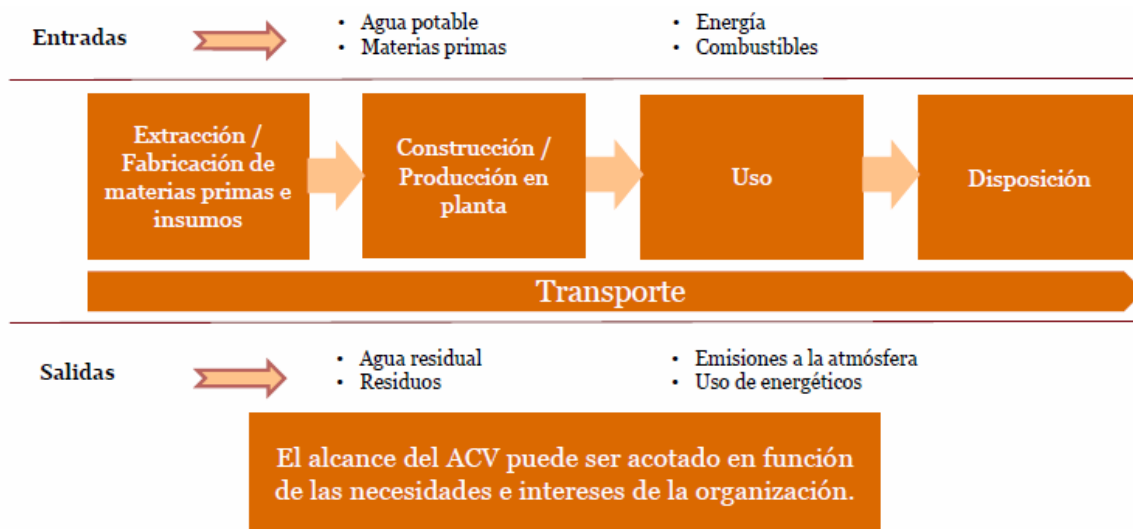 Entradas
• Agua potable
• Materias primas
• Energía
• Combustibles
Extracción /
Fabricación de
materias primas e
insumos
Construcción /
Producción en
planta
Uso
Disposición
Transporte
Salidas
• Agua residual
• Residuos
• Emisiones a la atmósfera
• Uso de energéticos
El alcance del ACV puede ser acotado en función
de las necesidades e intereses de la organización.